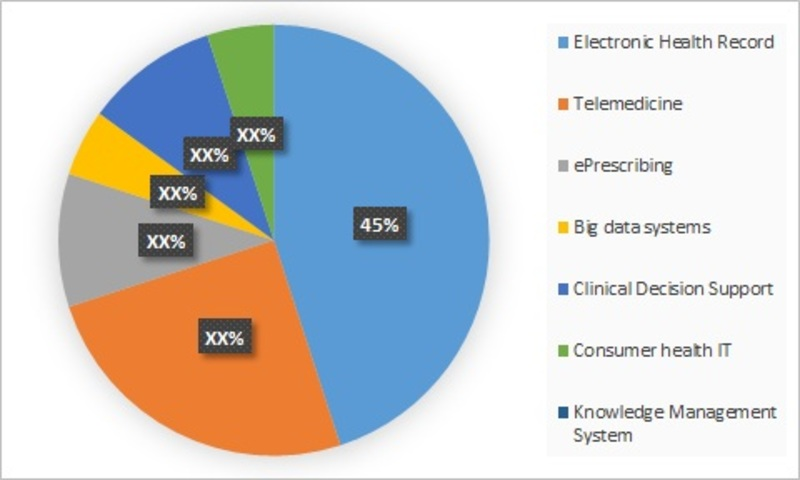 XX%
XX%
XX%
XX%
45%
XX%
Electronic Health Record
Telemedicine
ePrescribing
Big data systems
Clinical Decision Support
Consumer health IT
Knowledge Management
System